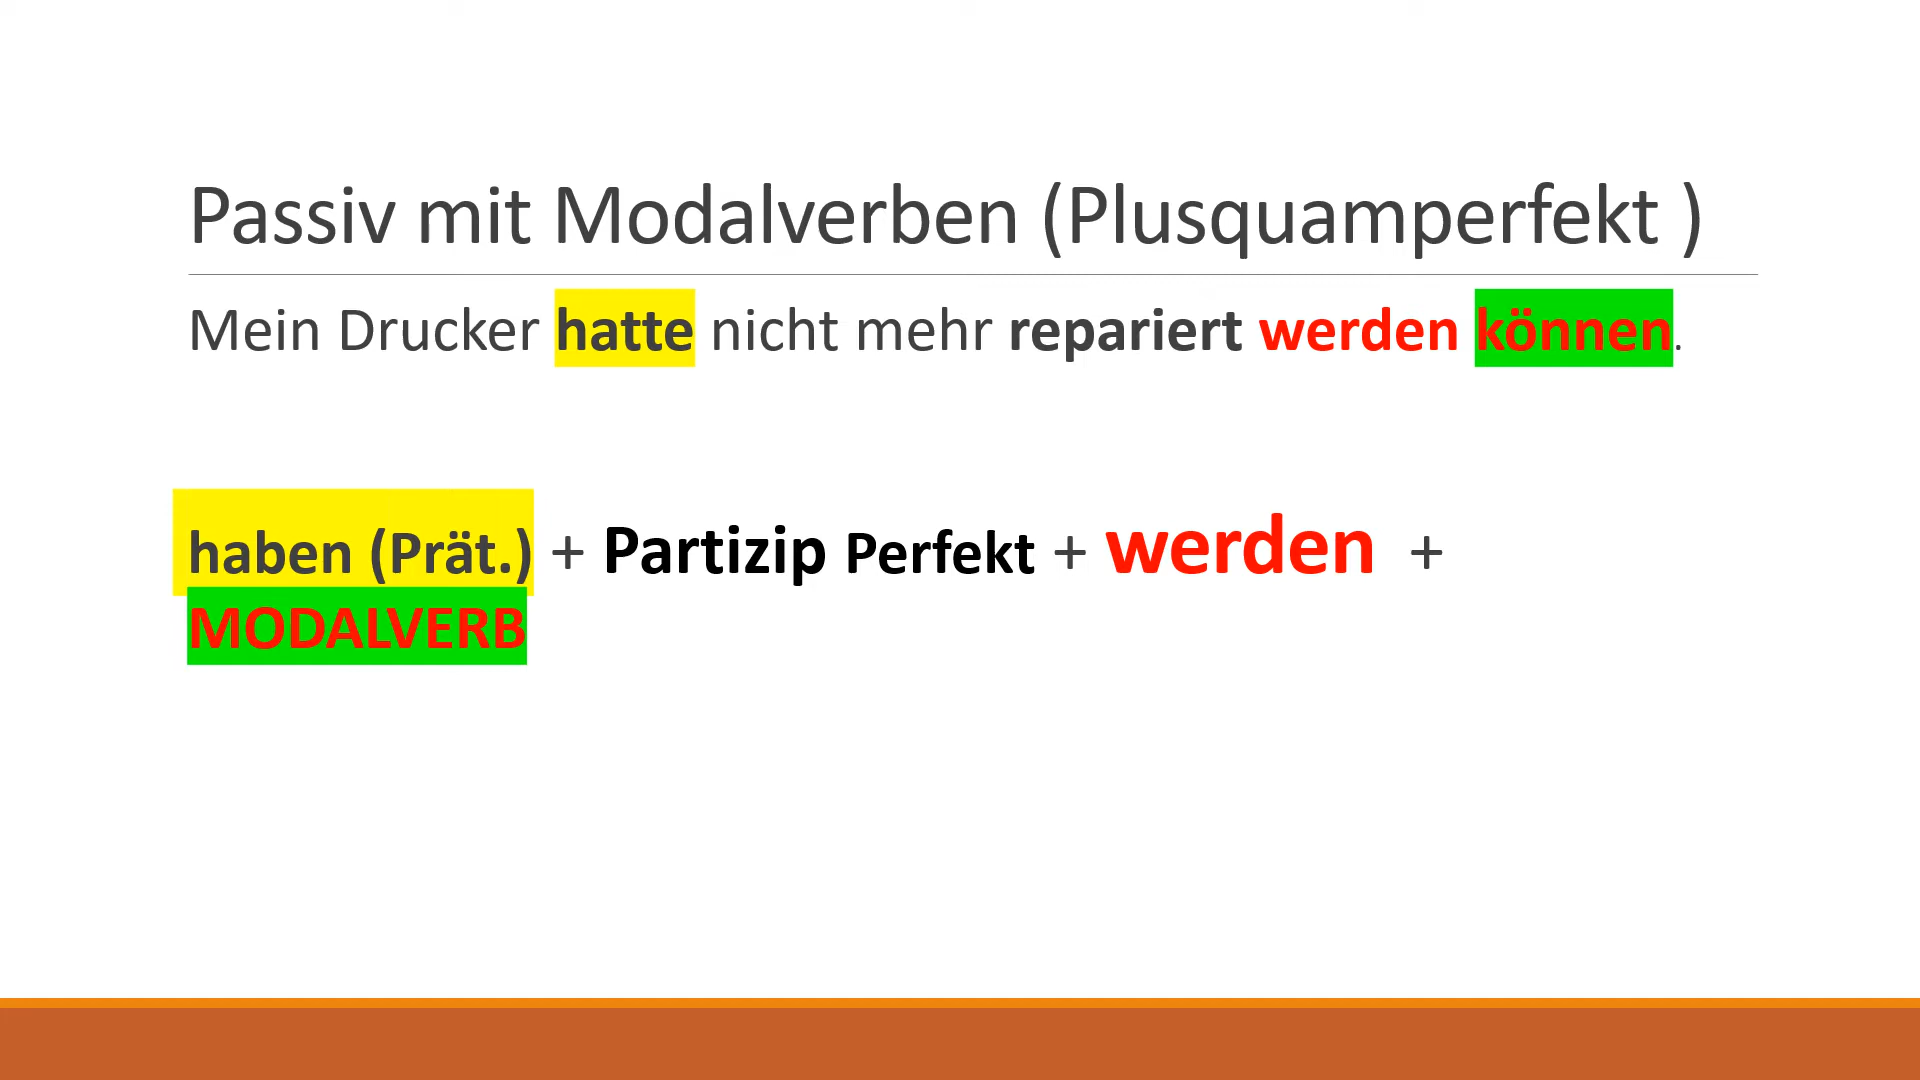 Passiv mit Modalverben (Plusquamperfekt )
Mein Drucker hatte nicht mehr repariert werden können.
haben (Prät.) + Partizip Perfekt + werden +
MODALVERB